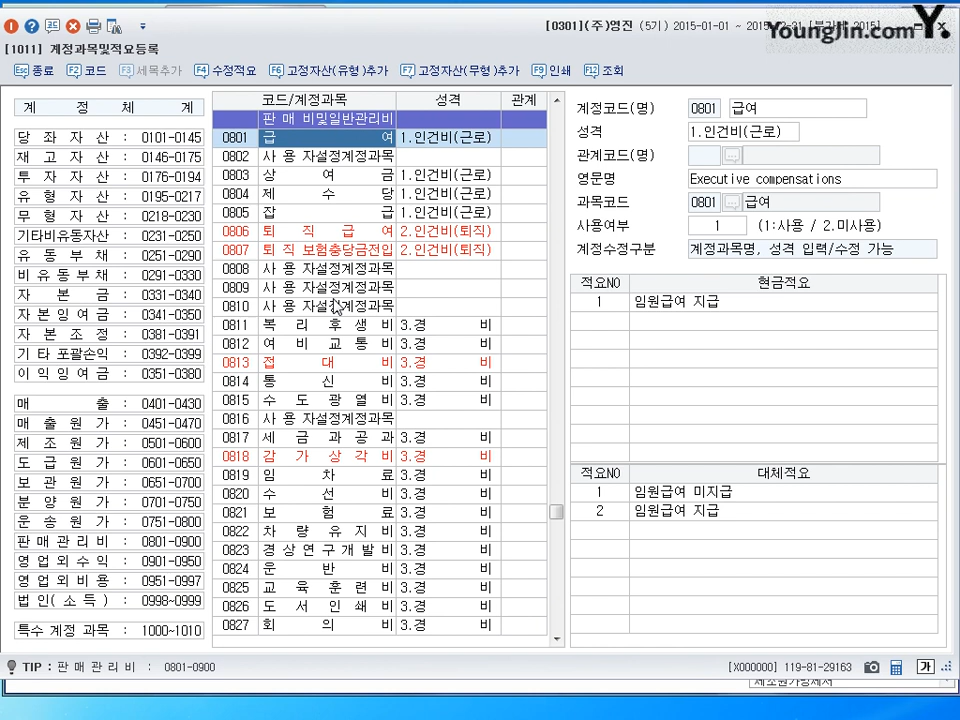 [0301](주)영진 (5기) 2015-01-01 ~ 2015-12-31
YoungJin.com Y.
[1011] 계정과목및적요등록
Esc 종료 F2 코드 F3 세목추가 F4 수정적요 F6 고정자산(유형)추가 F7 고정자산(무형)추가 F9 인쇄 F12 조회
계 정 체 계
당 좌 자 산 : 0101-0145
재 고 자 산 : 0146-0175
투 자 자 산 : 0176-0194
유 형 자 산 : 0195-0217
무 형 자 산 : 0218-0230
기타비유동자산 : 0231-0250
유 동 부 채 : 0251-0290
비 유 동 부 채 : 0291-0330
자 본 금 : 0331-0340
자 본 잉 여 금 : 0341-0350
자 본 조 정 : 0381-0391
기 타 포괄손익 : 0392-0399
이 익 잉 여 금 : 0351-0380
매 출 : 0401-0430
매 출 원 가 : 0451-0470
제 조 원 가 : 0501-0600
도 급 원 가 : 0601-0650
보 관 원 가 : 0651-0700
분 양 원 가 : 0701-0750
운 송 원 가 : 0751-0800
판 매 관 리 비 : 0801-0900
영 업 외 수 익 : 0901-0950
영 업 외 비 용 : 0951-0997
법 인( 소 득 ) : 0998-0999
특수 계정 과목 : 1000~1010
코드/계정과목 성격 관계
판 매 비및일반관리비
0801 급 여 1.인건비(근로)
0802 사 용 자설정계정과목
0803 상 여 금 1.인건비(근로)
0804 제 수 당 1.인건비(근로)
0805 잡 급 1.인건비(근로)
0806 퇴 직 급 여 2.인건비(퇴직)
0807 퇴 직 보험충당금전입 2.인건비(퇴직)
0808 사 용 자설정계정과목
0809 사 용 자설정계정과목
0810 사 용 자설정계정과목
0811 복 리 후 생 비 3.경 비
0812 여 비 교 통 비 3.경 비
0813 접 대 비 3.경 비
0814 통 신 비 3.경 비
0815 수 도 광 열 비 3.경 비
0816 사 용 자설정계정과목
0817 세 금 과 공 과 3.경 비
0818 감 가 상 각 비 3.경 비
0819 임 차 료 3.경 비
0820 수 선 비 3.경 비
0821 보 험 료 3.경 비
0822 차 량 유 지 비 3.경 비
0823 경 상 연 구 개 발 비 3.경 비
0824 운 반 비 3.경 비
0825 교 육 훈 련 비 3.경 비
0826 도 서 인 쇄 비 3.경 비
0827 회 의 비 3.경 비
계정코드(명) 0801 급여
성격 1.인건비(근로)
관계코드(명)
영문명 Executive compensations
과목코드 0801 급여
사용여부 1 (1:사용 / 2.미사용)
계정수정구분 계정과목명, 성격 입력/수정 가능
적요NO 현금적요
1 임원급여 지급
적요NO 대체적요
1 임원급여 미지급
2 임원급여 지급
TIP : 판 매 관 리 비 : 0801-0900
[X000000] 119-81-29163 가